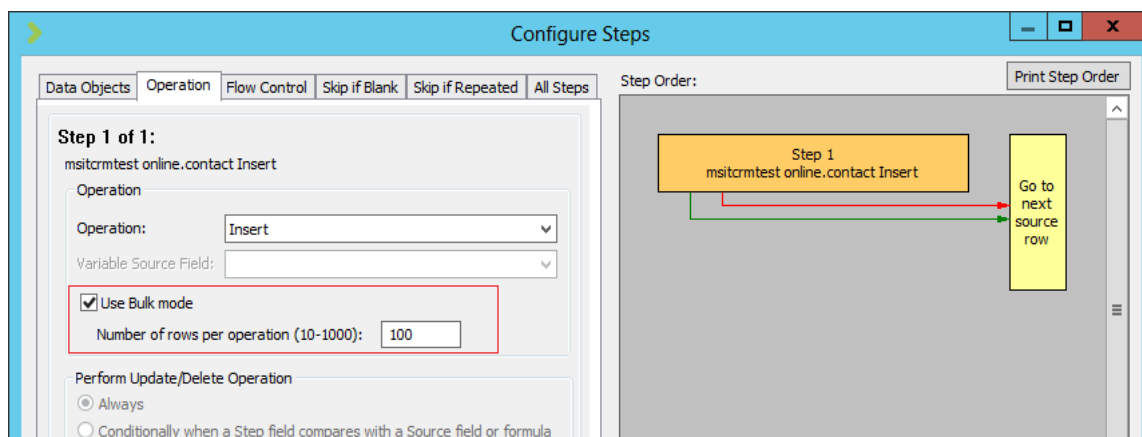 Configure Steps
Data Objects
Operation
Flow Control
Skip if Blank
Skip if Repeated
All Steps
Step 1 of 1:
msitcrmtest online.contact Insert
Operation
Operation:
Insert
Variable Source Field:
Use Bulk mode
Number of rows per operation (10-1000):
100
Perform Update/Delete Operation
Always
Conditionally when a Step field compares with a Source field or formula
Step Order:
Print Step Order
Step 1
msitcrmtest online.contact Insert
Go to
next
source
row